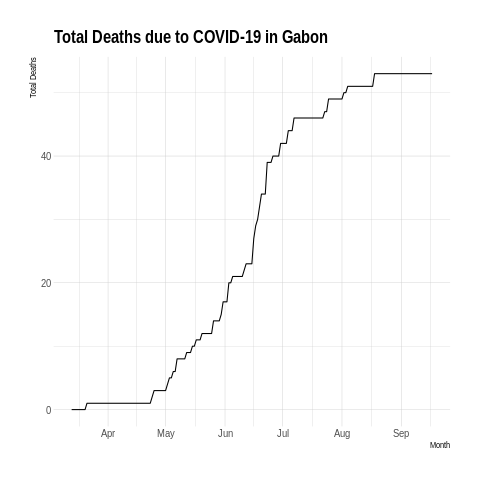 Total Deaths due to COVID-19 in Gabon
Total Deaths
40
20
0
Apr May Jun Jul Aug Sep
Month